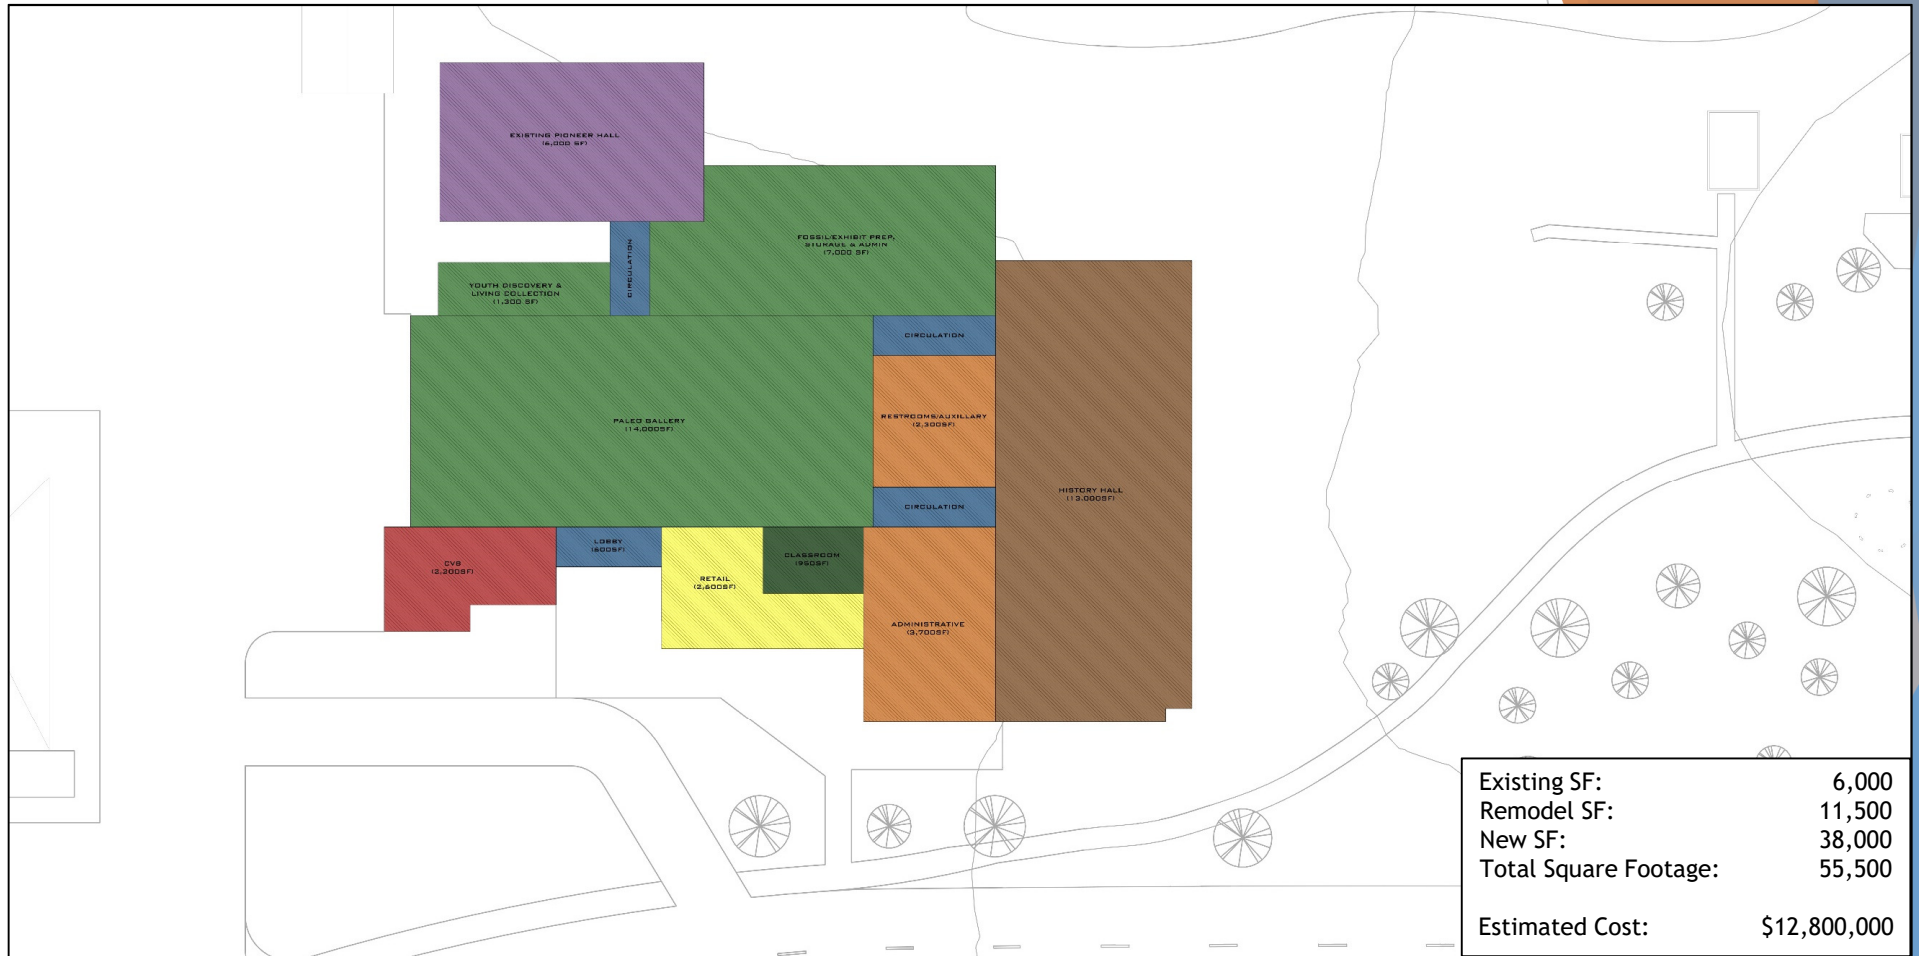 EXISTING PIONEER HALL
(6,000 SF)
FOSSIL/EXHIBIT PREP,
STORAGE & ADMIN
(7,000 SF)
CIRCULATION
YOUTH DISCOVERY &
LIVING COLLECTION
(1,300 SF)
CIRCULATION
PALEO GALLERY
(14,000SF)
RESTROOMS/AUXILLARY
(2,300SF)
HISTORY HALL
(13,000SF)
CIRCULATION
CVB
(2,200SF)
LOBBY
(600SF)
RETAIL
(2,600SF)
CLASSROOM
(950SF)
ADMINISTRATIVE
(3,700SF)
Existing SF: 6,000
Remodel SF: 11,500
New SF: 38,000
Total Square Footage: 55,500
Estimated Cost: $12,800,000